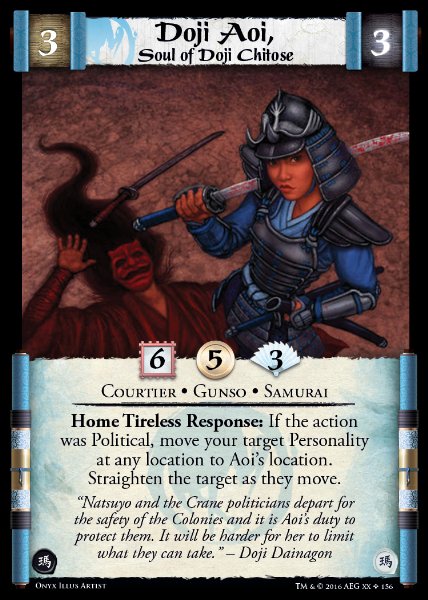 3
Doji Aoi,
Soul of Doji Chitose
3
6 5 3
Courtier • Gunso • Samurai
Home Tireless Response: If the action
was Political, move your target Personality
at any location to Aoi's location.
Straighten the target as they move.
“Natsuyo and the Crane politicians depart for
the safety of the Colonies and it is Aoi's duty to
protect them. It will be harder for her to limit
what they can take.” – Doji Dainagon
瑪
瑪
Onyx Illus Artist
TM & © 2016 AEG XX ❖ 156